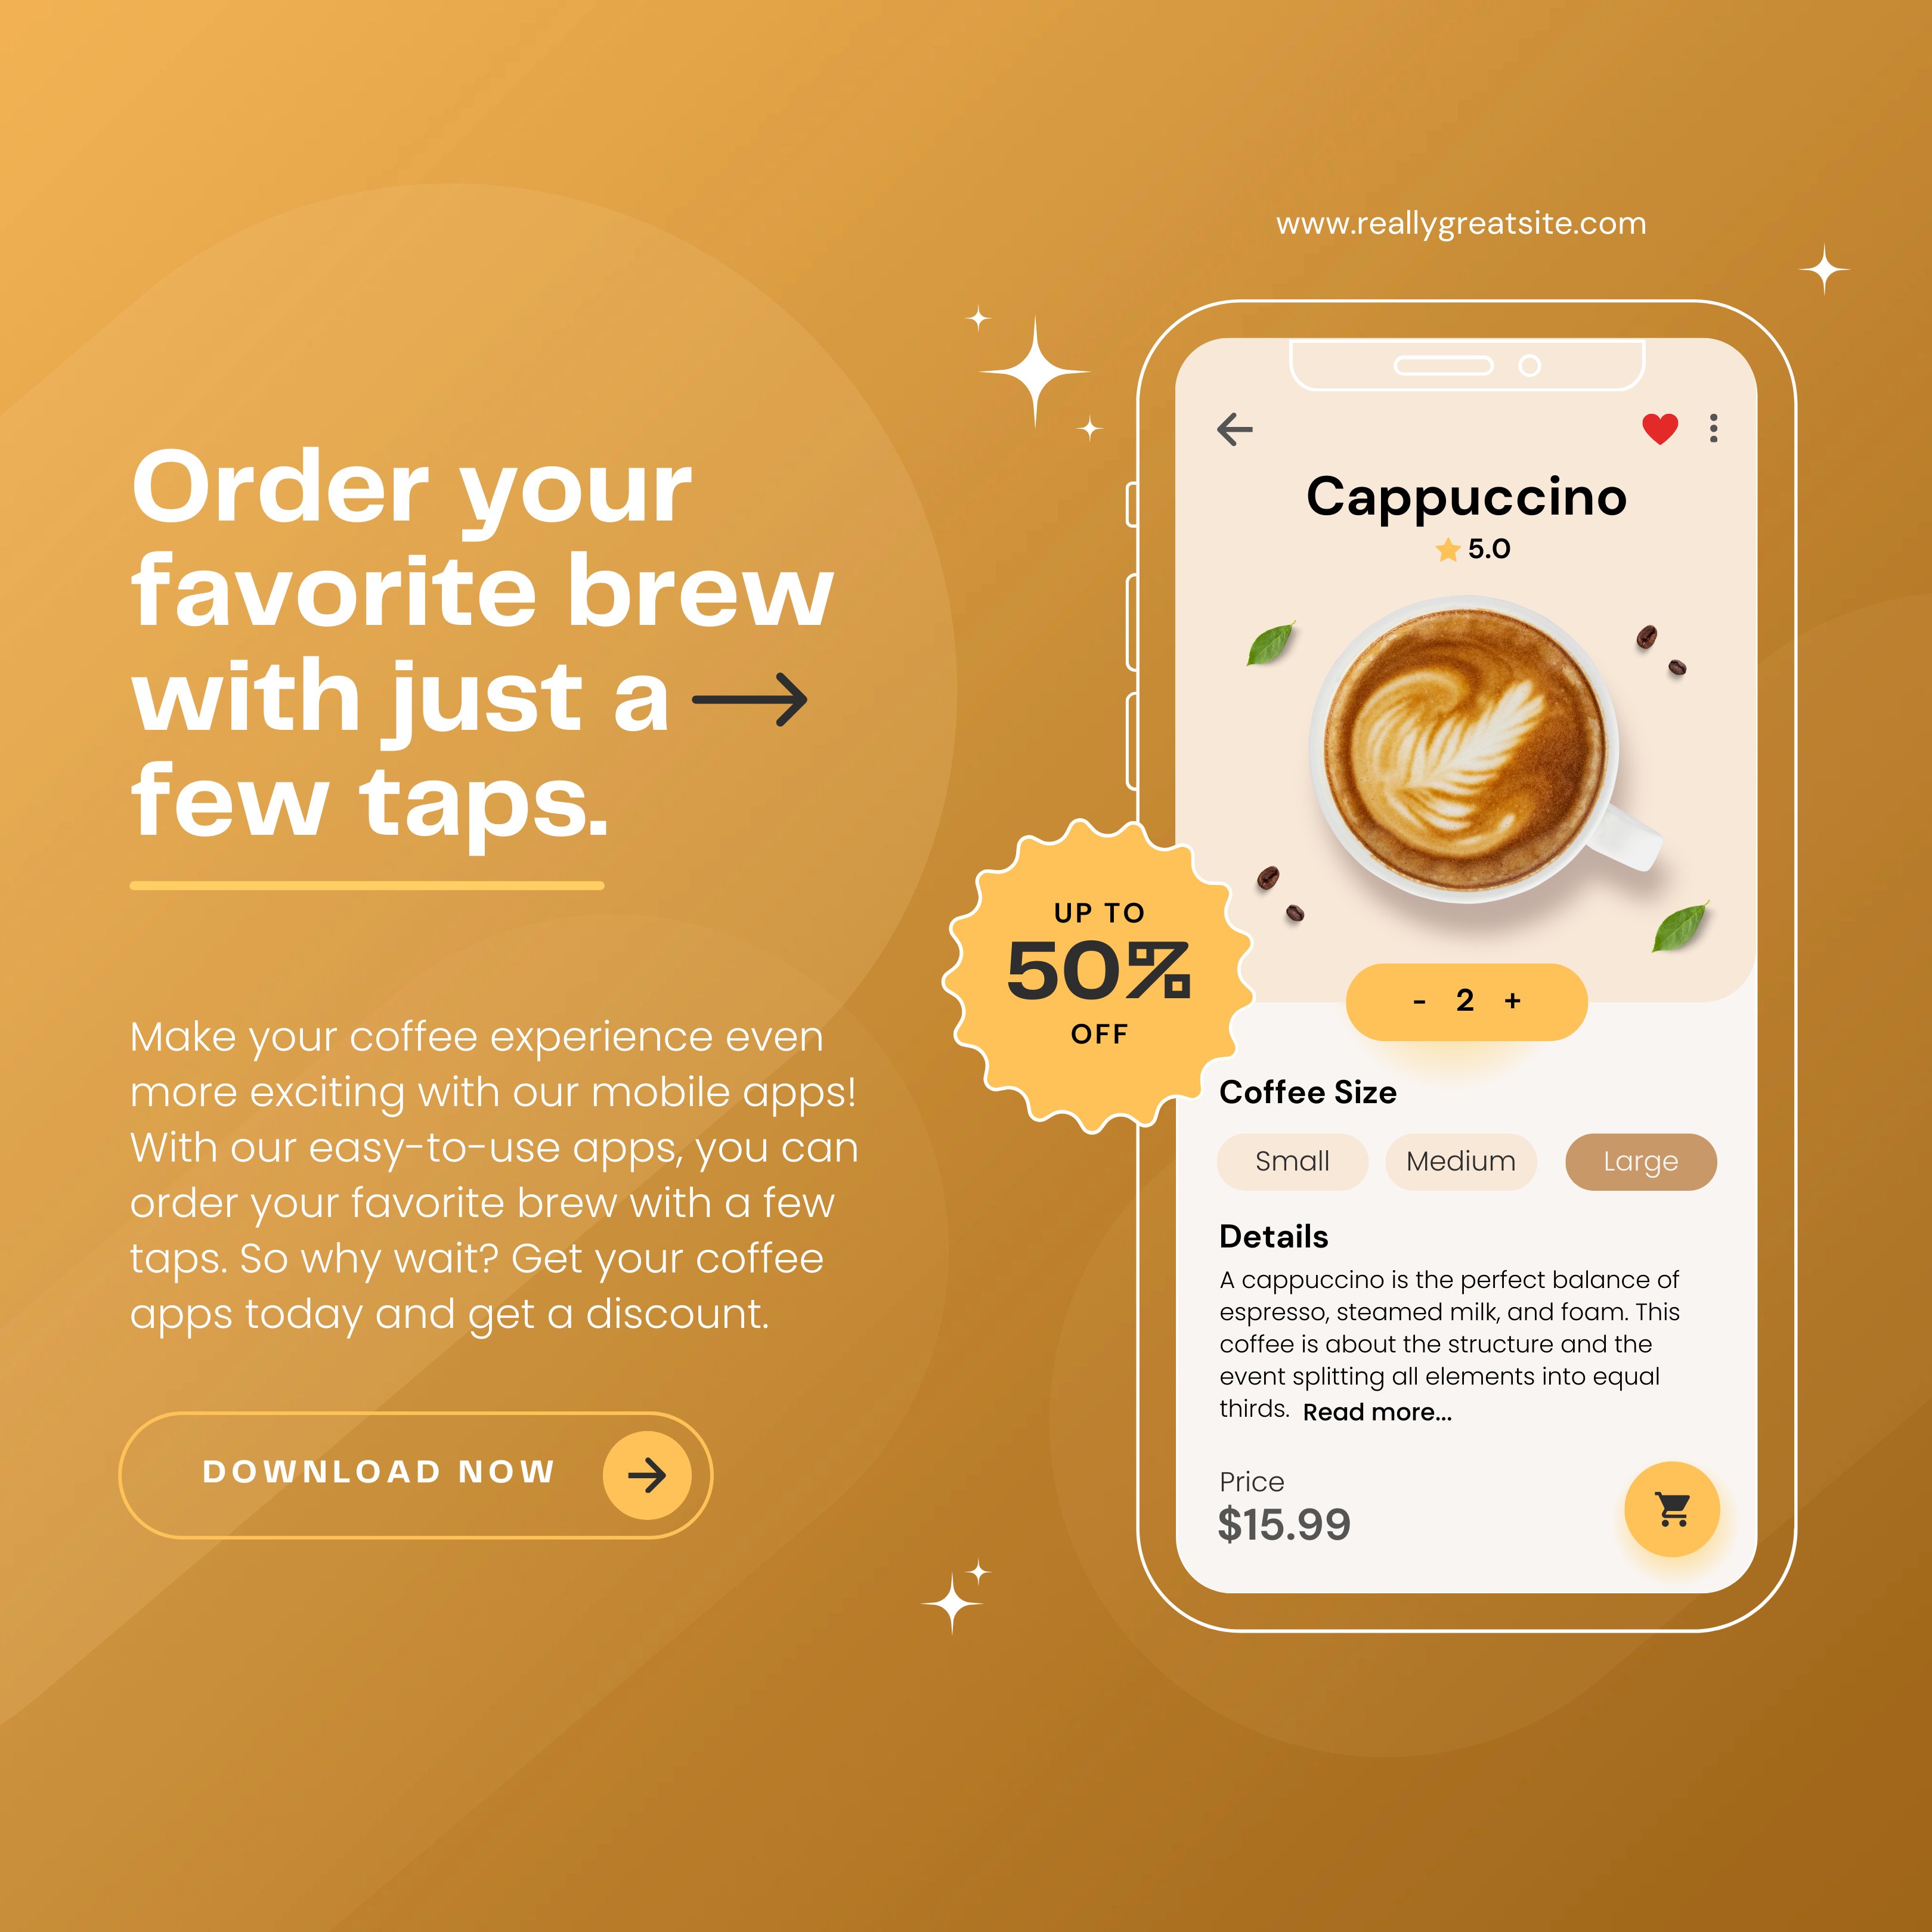 www.reallygreatsite.com
Order your
favorite brew
with just a
few taps.
Make your coffee experience even
more exciting with our mobile apps!
With our easy-to-use apps, you can
order your favorite brew with a few
taps. So why wait? Get your coffee
apps today and get a discount.
DOWNLOAD NOW
UP TO
50%
OFF
Cappuccino
5.0
- 2 +
Coffee Size
Small Medium Large
Details
A cappuccino is the perfect balance of
espresso, steamed milk, and foam. This
coffee is about the structure and the
event splitting all elements into equal
thirds. Read more...
Price
$15.99